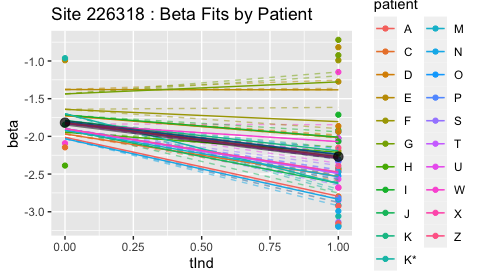 Site 226318 : Beta Fits by Patient
beta
-1.0
-1.5
-2.0
-2.5
-3.0
0.00 0.25 0.50 0.75 1.00
tInd
patient
A
C
D
E
F
G
H
I
J
K
K*
M
N
O
P
S
T
U
W
X
Z